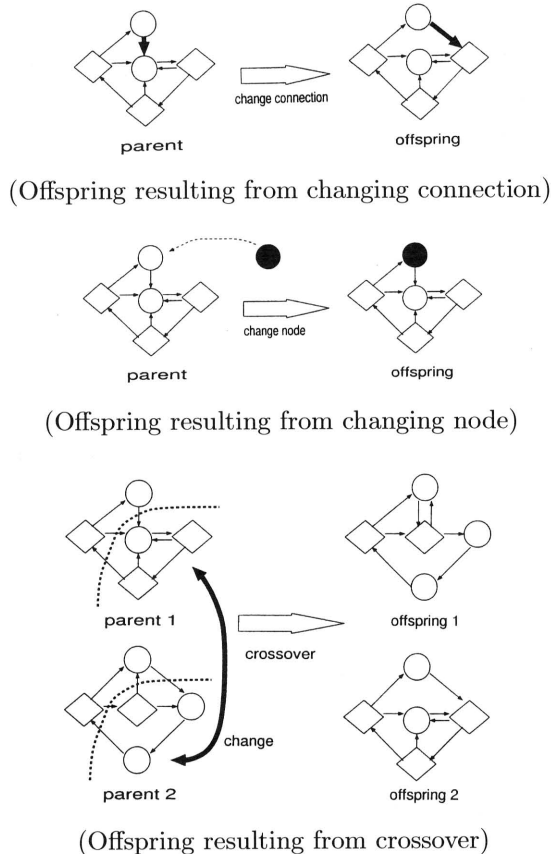 change connection
parent
offspring
(Offspring resulting from changing connection)
change node
parent
offspring
(Offspring resulting from changing node)
parent 1
offspring 1
crossover
change
parent 2
offspring 2
(Offspring resulting from crossover)